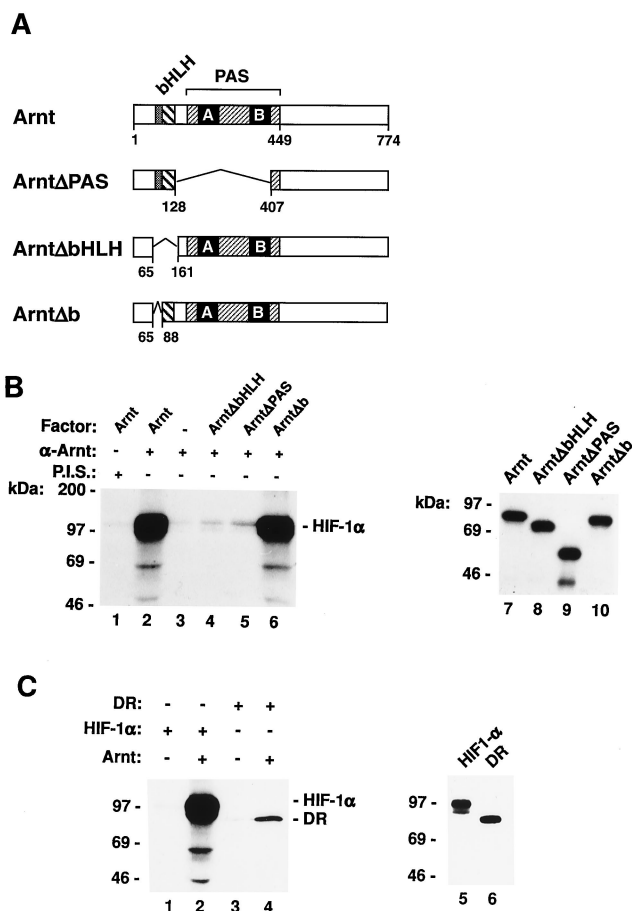 A
bHLH
PAS
Arnt
A B
1 449 774
ArntΔPAS
128 407
ArntΔbHLH
A B
65 161
ArntΔb
A B
65 88
B
Factor: Arnt Arnt - ArntΔbHLH ArntΔPAS ArntΔb
α-Arnt: - + + + + +
P.I.S.: + - - - - -
kDa: 200 -
97 -
69 -
46 -
- HIF-1α
1 2 3 4 5 6
Arnt ArntΔbHLH ArntΔPAS ArntΔb
kDa: 97 -
69 -
46 -
7 8 9 10
C
DR: - - + +
HIF-1α: + + - -
Arnt: - + - +
97 -
69 -
46 -
- HIF-1α
- DR
1 2 3 4
HIF1-α DR
97 -
69 -
46 -
5 6